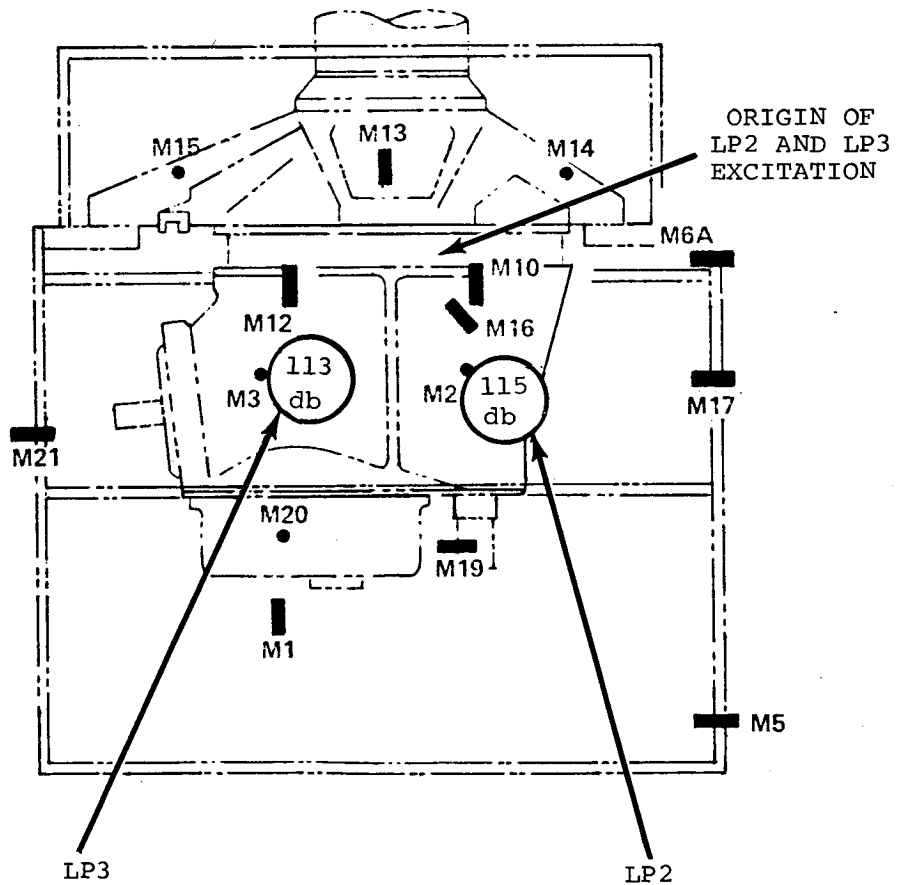 ORIGIN OF
LP2 AND LP3
EXCITATION
M13
M15
M14
M6A
M10
M12
M16
113
db
M3
115
db
M2
M17
M21
M20
M19
M1
M5
LP3
LP2